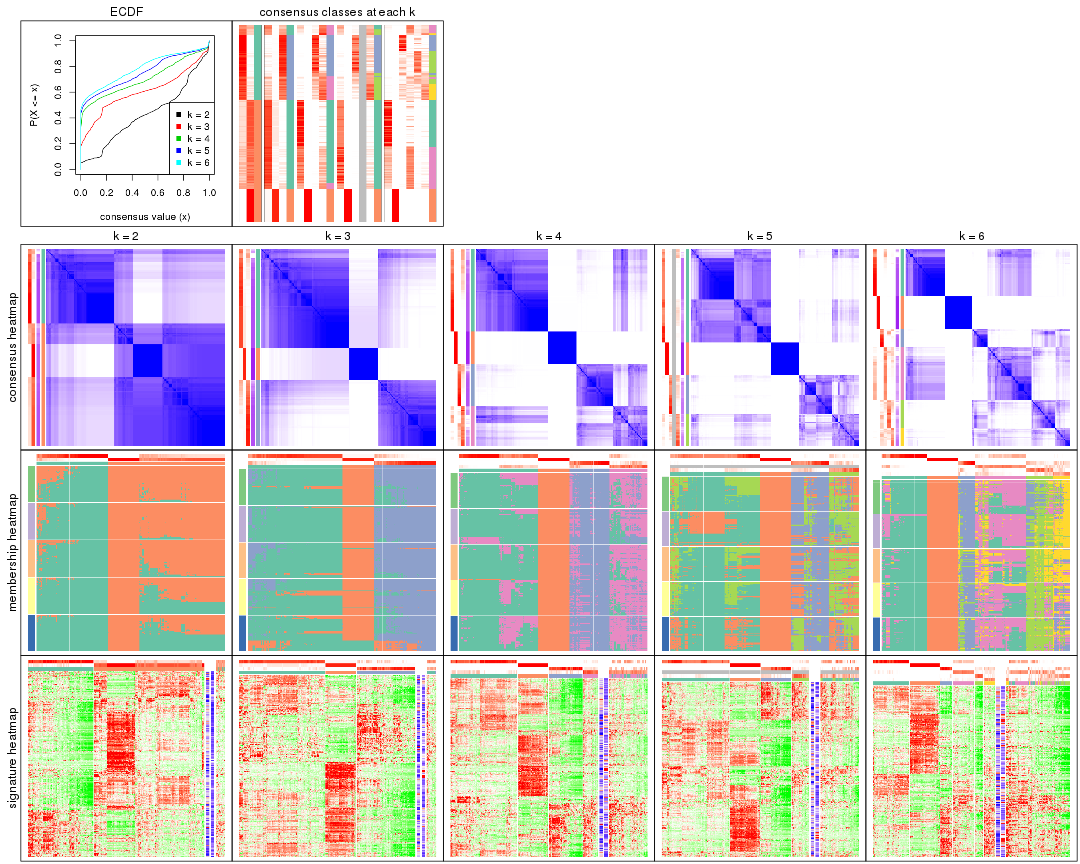 ECDF
consensus classes at each k
P(X <= x)
0.0
0.2
0.4
0.6
0.8
1.0
k = 2
k = 3
k = 4
k = 5
k = 6
0.0 0.2 0.4 0.6 0.8 1.0
consensus value (x)
k = 2
k = 3
k = 4
k = 5
k = 6
consensus heatmap
membership heatmap
signature heatmap